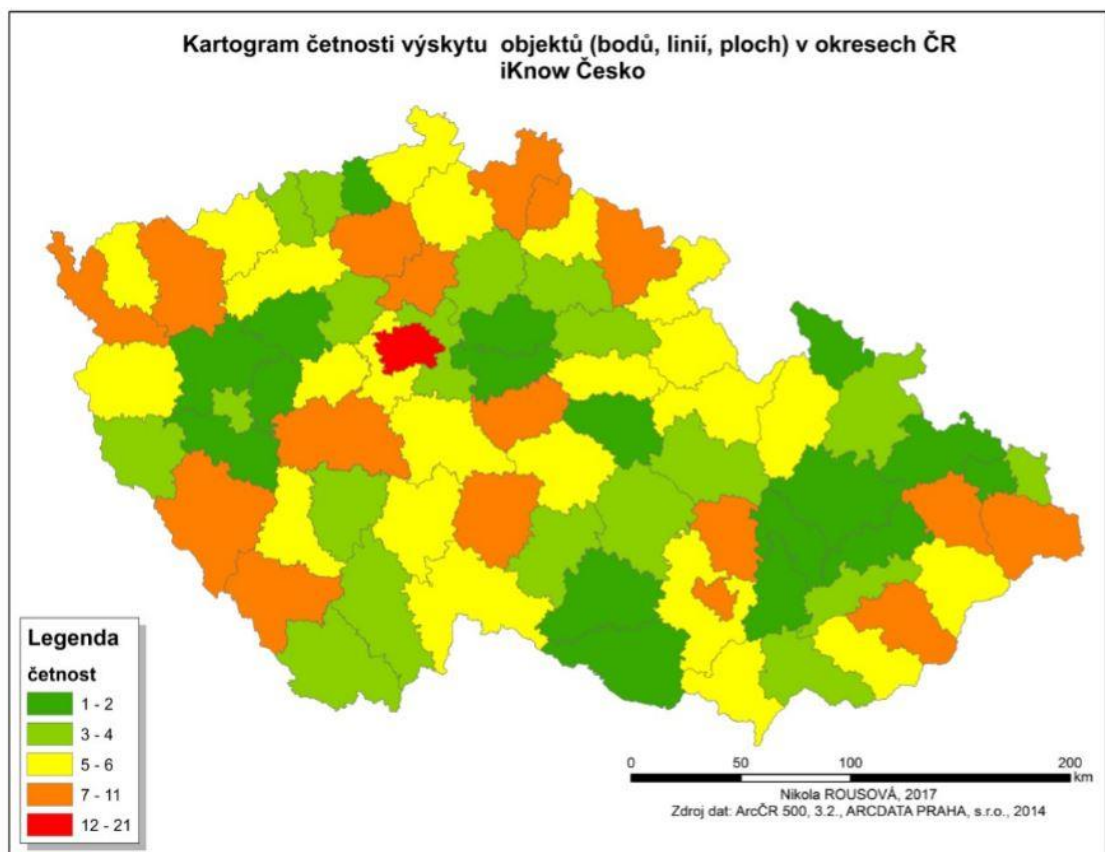 Kartogram četnosti výskytu objektů (bodů, linií, ploch) v okresech ČR
iKnow Česko
Legenda
četnost
1 - 2
3 - 4
5 - 6
7 - 11
12 - 21
0 50 100 200
km
Nikola ROUSOVÁ, 2017
Zdroj dat: ArcČR 500, 3.2., ARCDATA PRAHA, s.r.o., 2014